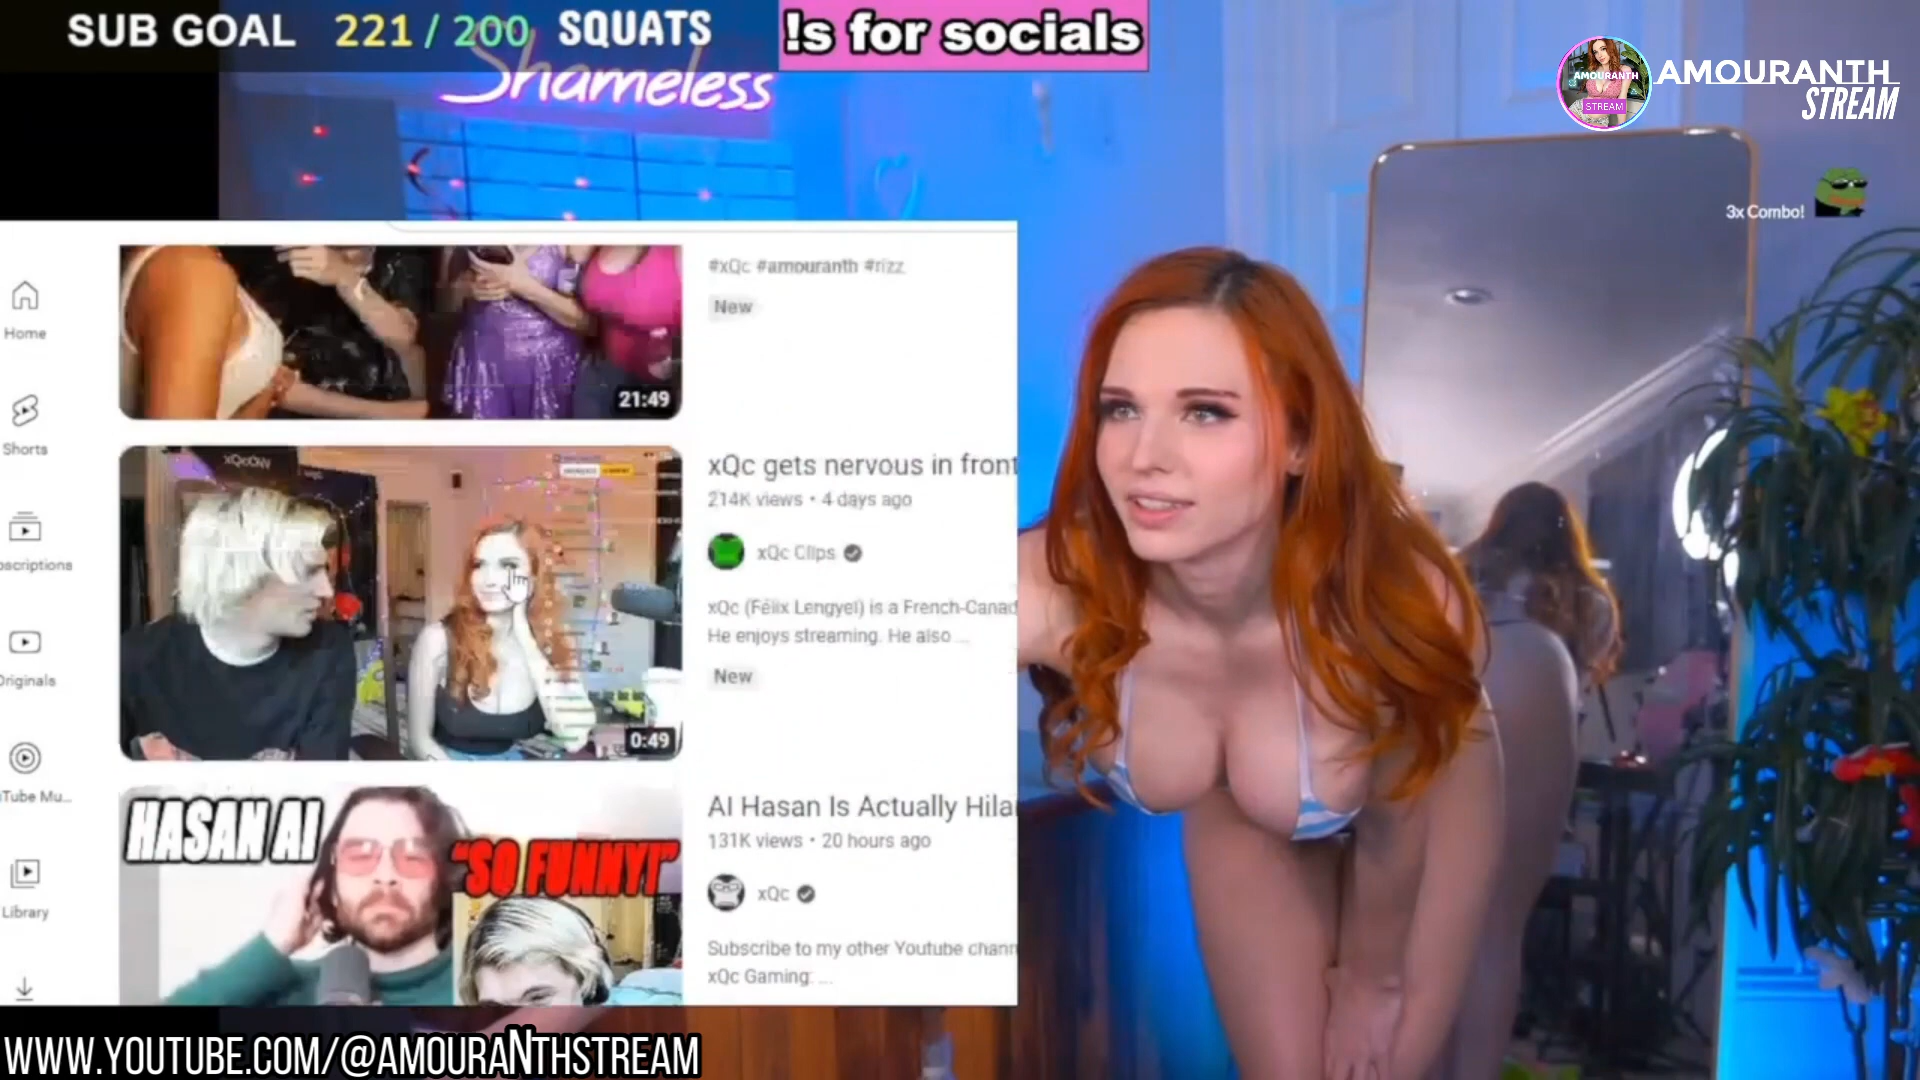 SUB GOAL 221 / 200 SQUATS
!s for socials
Shameless
AMOURANTH
STREAM
AMOURANTH
STREAM
3x Combo!
#xQc #amouranth #rizz
New
21:49
Home
Shorts
xQcOW
xQc gets nervous in front
214K views • 4 days ago
xQc Clips
xQc (Félix Lengyel) is a French-Canad
He enjoys streaming. He also ...
New
0:49
oscriptions
Originals
Tube Mu...
Library
HASAN AI
"SO FUNNY!"
AI Hasan Is Actually Hila
131K views • 20 hours ago
xQc
Subscribe to my other Youtube chann
xQc Gaming: ...
WWW.YOUTUBE.COM/@AMOURANTHSTREAM